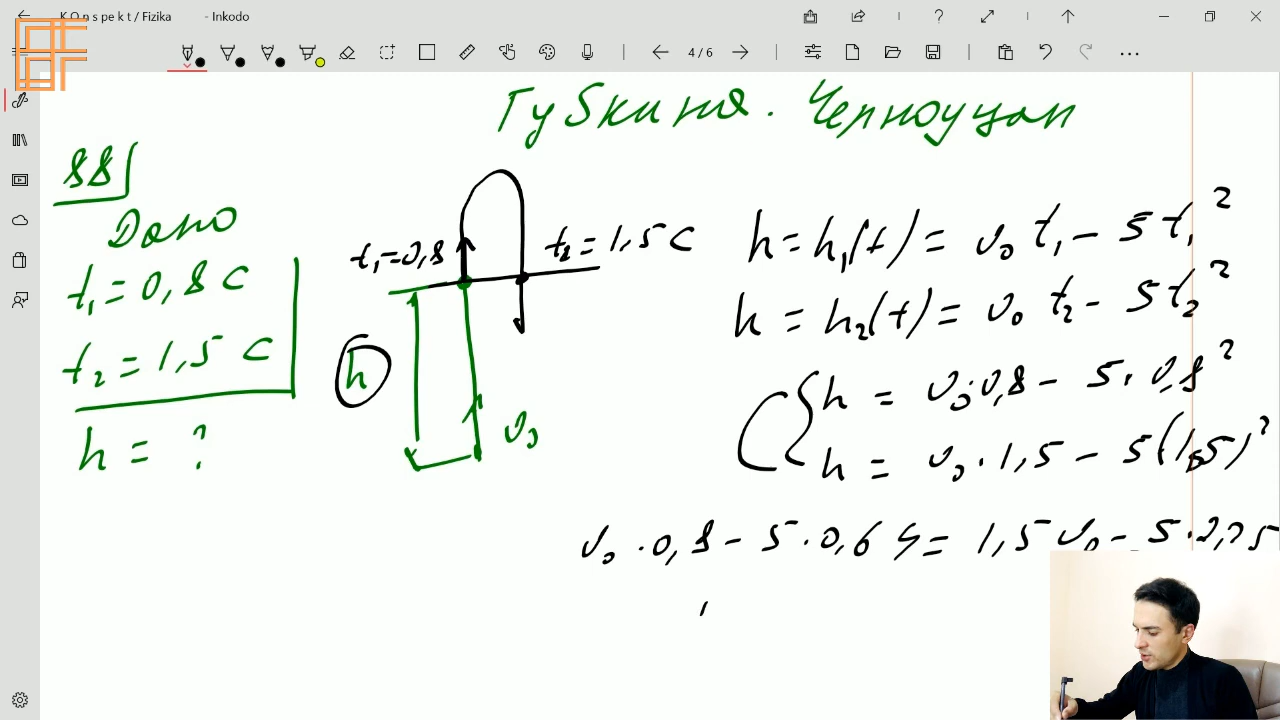 Konspekt / Fizika - Inkodo
4 / 6
Губкина. Черноуцан
88
Дано
t₁ = 0,8 с
t₂ = 1,5 с
h = ?
t₁=0,8
t₂ = 1,5 с
h
v₀
h = h₁(t) = v₀ t₁ - 5 t₁²
h = h₂(t) = v₀ t₂ - 5 t₂²
h = v₀·0,8 - 5·0,8²
h = v₀·1,5 - 5(1,5)²
v₀·0,8 - 5·0,64 = 1,5 v₀ - 5·2,25